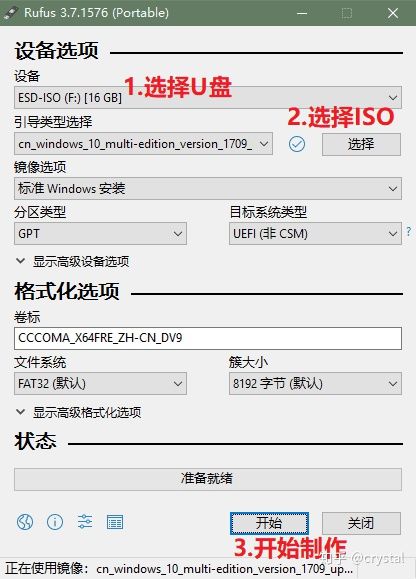 Rufus 3.7.1576 (Portable)
设备选项
设备
1.选择U盘
ESD-ISO (F:) [16 GB]
引导类型选择
2.选择ISO
cn_windows_10_multi-edition_version_1709_
选择
镜像选项
标准 Windows 安装
分区类型
目标系统类型
GPT
UEFI (非 CSM)
?
显示高级设备选项
格式化选项
卷标
CCCOMA_X64FRE_ZH-CN_DV9
文件系统
簇大小
FAT32 (默认)
8192 字节 (默认)
显示高级格式化选项
状态
准备就绪
开始
关闭
3.开始制作
知乎 @crystal
正在使用镜像: cn_windows_10_multi-edition_version_1709_up...